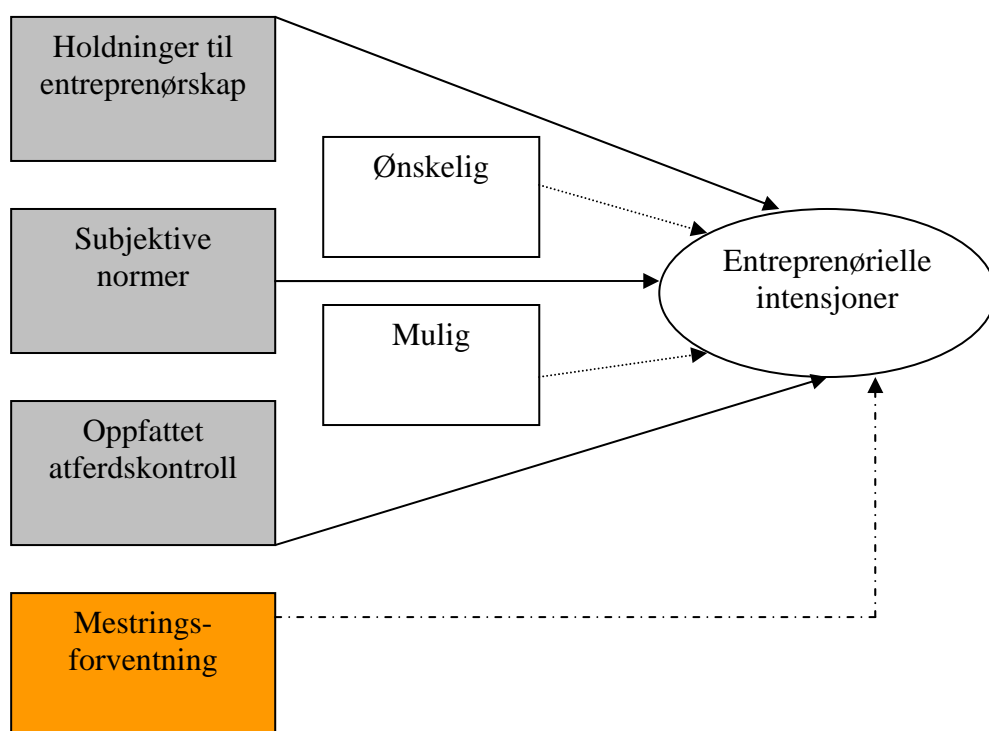 Holdninger til
entreprenørskap
Ønskelig
Subjektive
normer
Entreprenørielle
intensjoner
Mulig
Oppfattet
atferdskontroll
Mestrings-
forventning